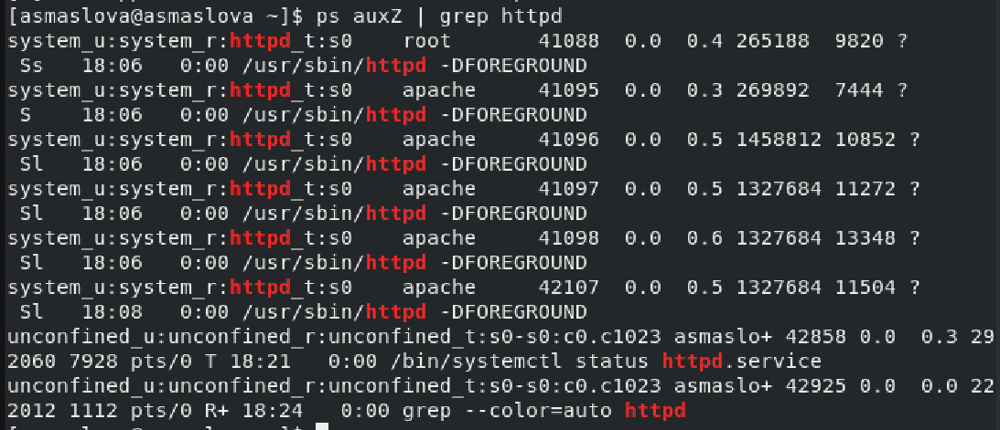 [asmaslova@asmaslova ~]$ ps auxZ | grep httpd
system_u:system_r:httpd_t:s0    root      41088  0.0  0.4 265188  9820 ?
 Ss   18:06   0:00 /usr/sbin/httpd -DFOREGROUND
system_u:system_r:httpd_t:s0    apache    41095  0.0  0.3 269892  7444 ?
 S    18:06   0:00 /usr/sbin/httpd -DFOREGROUND
system_u:system_r:httpd_t:s0    apache    41096  0.0  0.5 1458812 10852 ?
 Sl   18:06   0:00 /usr/sbin/httpd -DFOREGROUND
system_u:system_r:httpd_t:s0    apache    41097  0.0  0.5 1327684 11272 ?
 Sl   18:06   0:00 /usr/sbin/httpd -DFOREGROUND
system_u:system_r:httpd_t:s0    apache    41098  0.0  0.6 1327684 13348 ?
 Sl   18:06   0:00 /usr/sbin/httpd -DFOREGROUND
system_u:system_r:httpd_t:s0    apache    42107  0.0  0.5 1327684 11504 ?
 Sl   18:08   0:00 /usr/sbin/httpd -DFOREGROUND
unconfined_u:unconfined_r:unconfined_t:s0-s0:c0.c1023 asmaslo+ 42858 0.0  0.3 29
2060 7928 pts/0 T 18:21   0:00 /bin/systemctl status httpd.service
unconfined_u:unconfined_r:unconfined_t:s0-s0:c0.c1023 asmaslo+ 42925 0.0  0.0 22
2012 1112 pts/0 R+ 18:24   0:00 grep --color=auto httpd